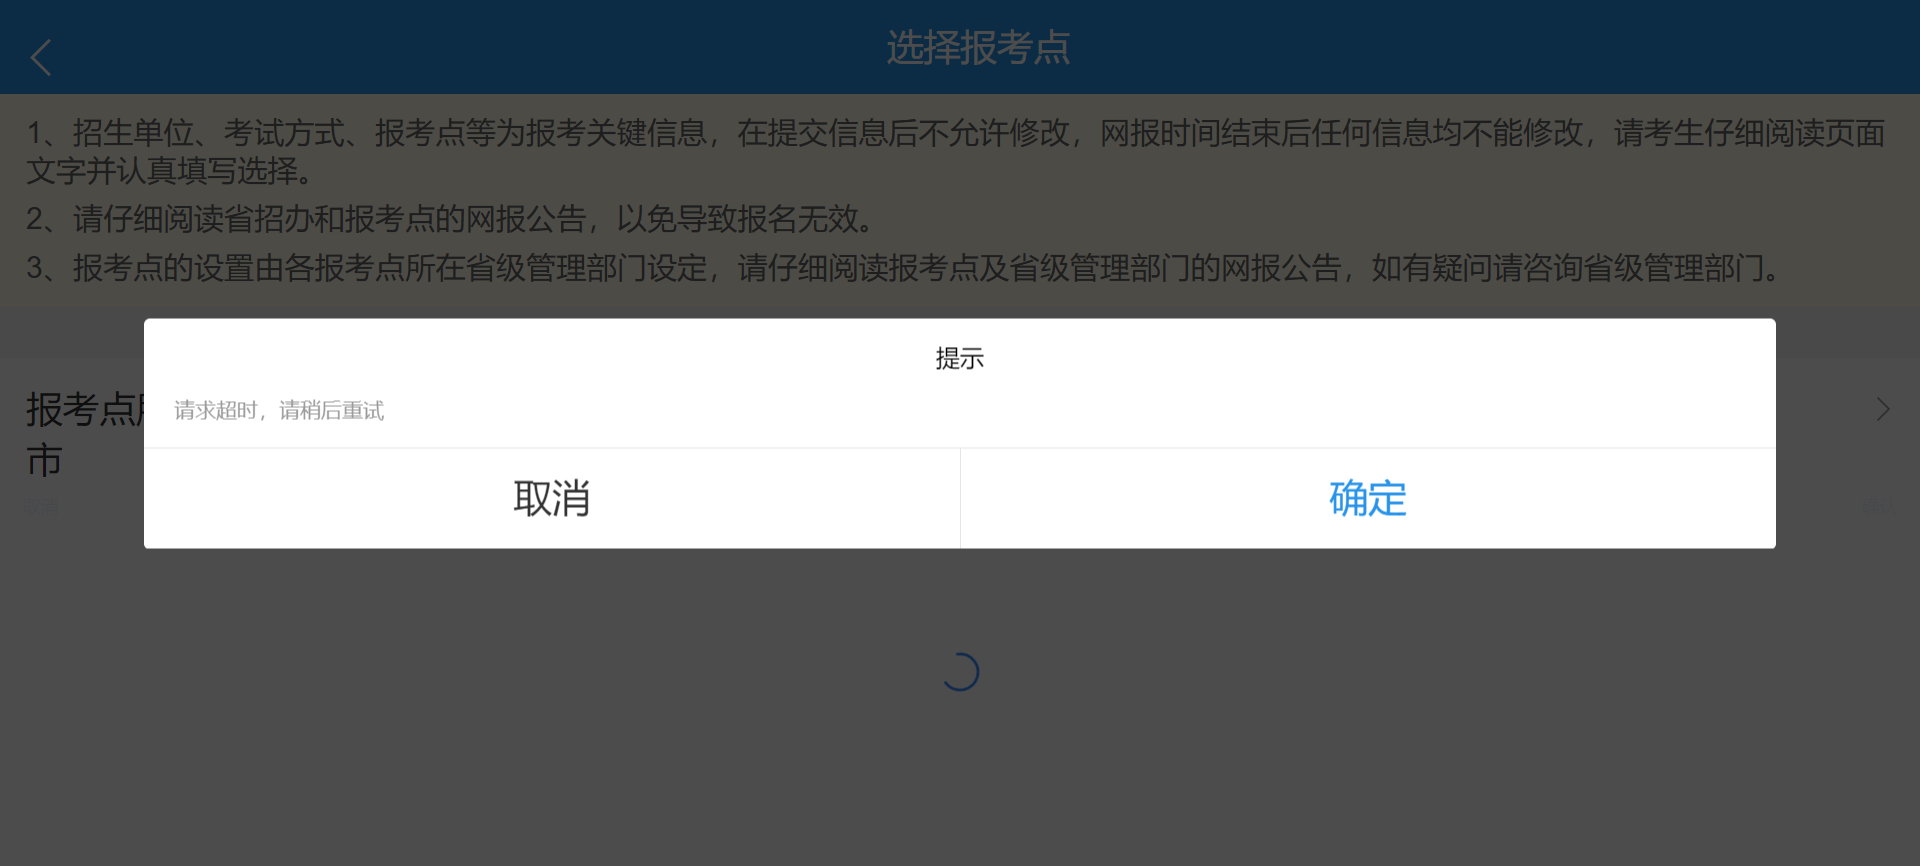 选择报考点
1、招生单位、考试方式、报考点等为报考关键信息，在提交信息后不允许修改，网报时间结束后任何信息均不能修改，请考生仔细阅读页面
文字并认真填写选择。
2、请仔细阅读省招办和报考点的网报公告，以免导致报名无效。
3、报考点的设置由各报考点所在省级管理部门设定，请仔细阅读报考点及省级管理部门的网报公告，如有疑问请咨询省级管理部门。
提示
请求超时，请稍后重试
报考点
市
取消
确定